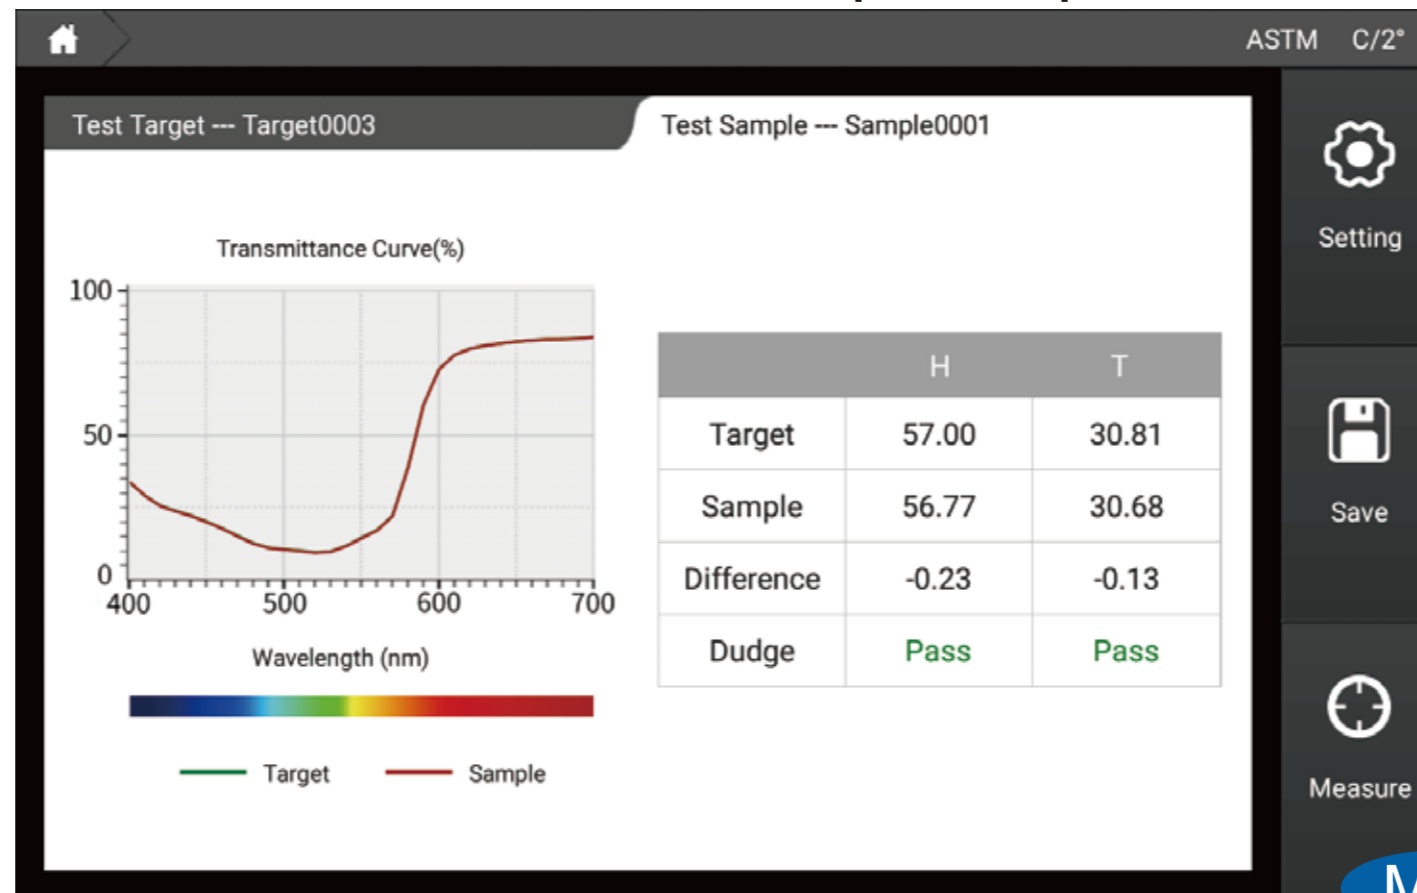 ASTM C/2°
Test Target --- Target0003
Test Sample --- Sample0001
Setting
Transmittance Curve(%)
100
50
0
400 500 600 700
Wavelength (nm)
Target Sample
H T
Target 57.00 30.81
Sample 56.77 30.68
Difference -0.23 -0.13
Dudge Pass Pass
Save
Measure